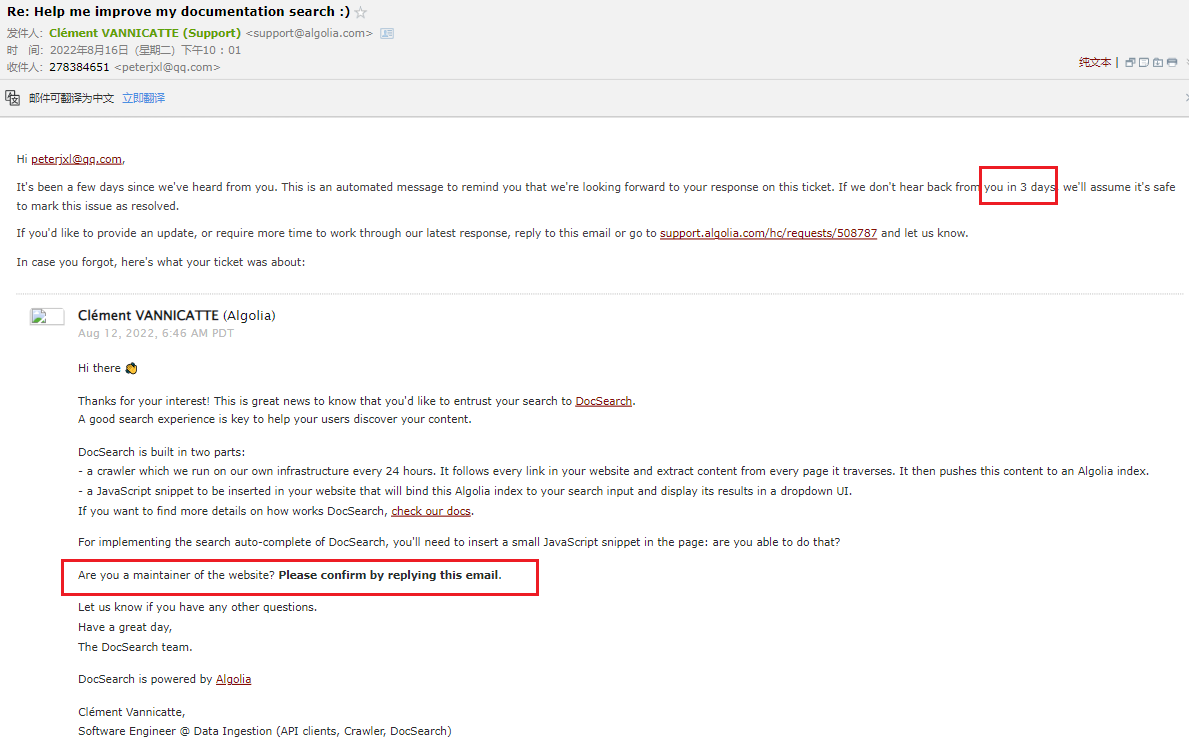 Re: Help me improve my documentation search :)
发件人: Clément VANNICATTE (Support) <support@algolia.com>
时 间: 2022年8月16日 (星期二) 下午10:01
纯文本 |
收件人: 278384651 <peterjxl@qq.com>
邮件可翻译为中文 立即翻译
Hi peterjxl@qq.com,
It's been a few days since we've heard from you. This is an automated message to remind you that we're looking forward to your response on this ticket. If we don't hear back from you in 3 days, we'll assume it's safe
to mark this issue as resolved.
If you'd like to provide an update, or require more time to work through our latest response, reply to this email or go to support.algolia.com/hc/requests/508787 and let us know.
In case you forgot, here's what your ticket was about:
Clément VANNICATTE (Algolia)
Aug 12, 2022, 6:46 AM PDT
Hi there 👋
Thanks for your interest! This is great news to know that you'd like to entrust your search to DocSearch.
A good search experience is key to help your users discover your content.
DocSearch is built in two parts:
- a crawler which we run on our own infrastructure every 24 hours. It follows every link in your website and extract content from every page it traverses. It then pushes this content to an Algolia index.
- a JavaScript snippet to be inserted in your website that will bind this Algolia index to your search input and display its results in a dropdown UI.
If you want to find more details on how works DocSearch, check our docs.
For implementing the search auto-complete of DocSearch, you'll need to insert a small JavaScript snippet in the page: are you able to do that?
Are you a maintainer of the website? Please confirm by replying this email.
Let us know if you have any other questions.
Have a great day,
The DocSearch team.
DocSearch is powered by Algolia
Clément Vannicatte,
Software Engineer @ Data Ingestion (API clients, Crawler, DocSearch)